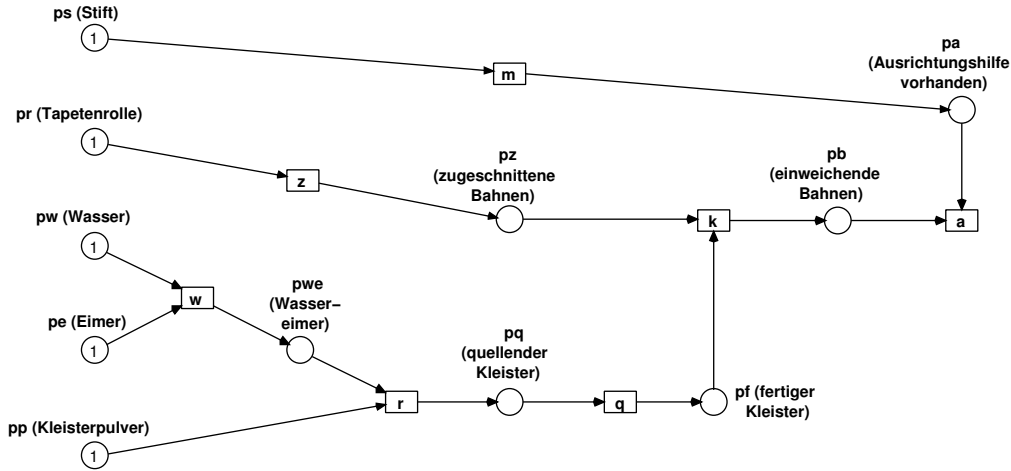 ps (Stift)
1
m
pa
(Ausrichtungshilfe
vorhanden)
pr (Tapetenrolle)
1
z
pz
(zugeschnittene
Bahnen)
pb
(einweichende
Bahnen)
k
a
pw (Wasser)
1
w
pe (Eimer)
1
pwe
(Wasser−
eimer)
pq
(quellender
Kleister)
r
q
pf (fertiger
Kleister)
pp (Kleisterpulver)
1